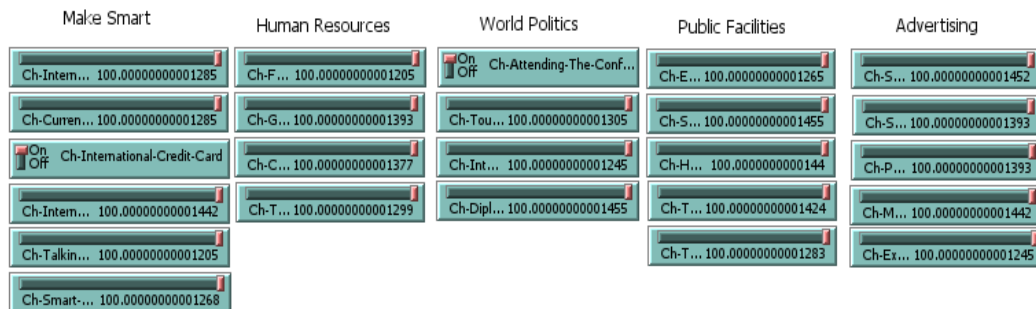 Make Smart
Ch-Intern... 100.00000000001285
Ch-Curren... 100.00000000001285
On
Off
Ch-International-Credit-Card
Ch-Intern... 100.00000000001442
Ch-Talkin... 100.00000000001205
Ch-Smart-... 100.00000000001268
Human Resources
Ch-F... 100.00000000001205
Ch-G... 100.00000000001393
Ch-C... 100.00000000001377
Ch-T... 100.00000000001299
World Politics
On
Off
Ch-Attending-The-Conf...
Ch-Tou... 100.00000000001305
Ch-Int... 100.00000000001245
Ch-Dipl... 100.00000000001455
Public Facilities
Ch-E... 100.00000000001265
Ch-S... 100.00000000001455
Ch-H... 100.0000000000144
Ch-T... 100.00000000001424
Ch-T... 100.00000000001283
Advertising
Ch-S... 100.00000000001452
Ch-S... 100.00000000001393
Ch-P... 100.00000000001393
Ch-M... 100.00000000001442
Ch-Ex... 100.00000000001245